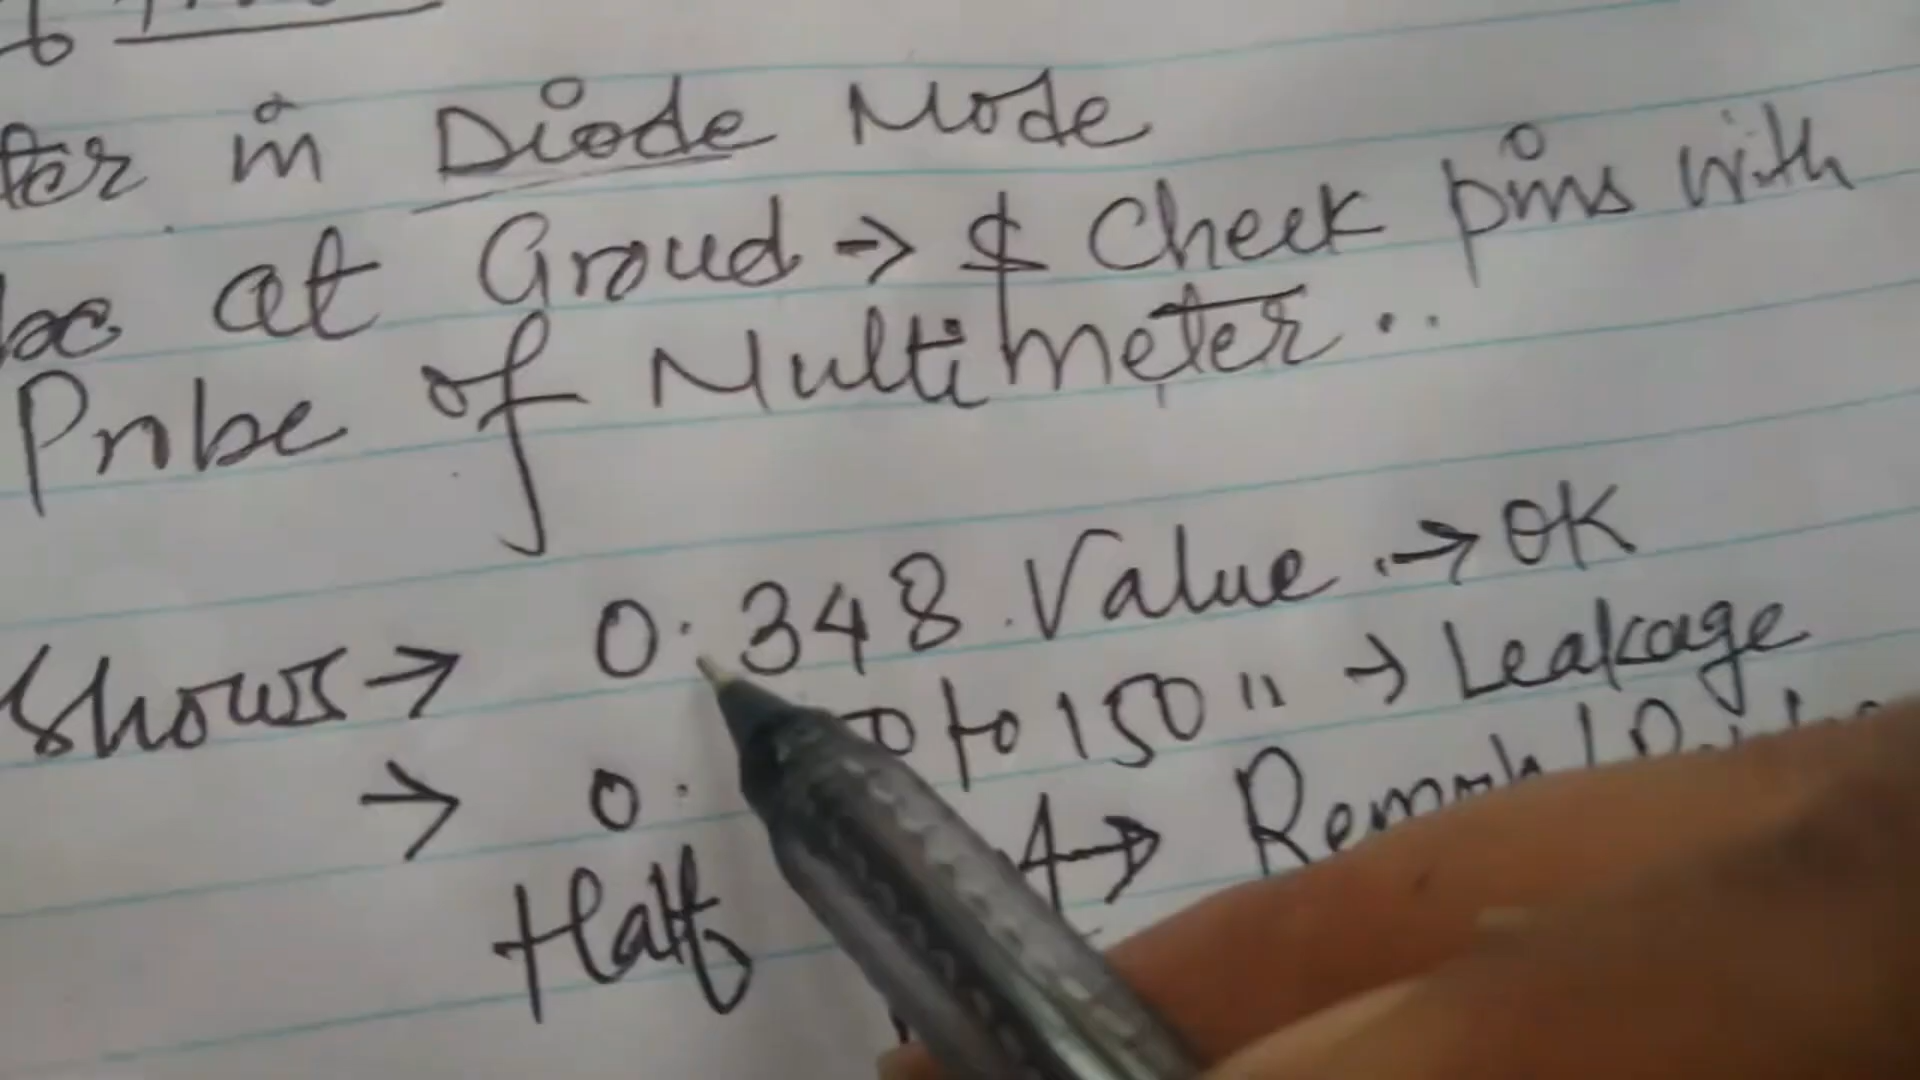 in Diode Mode
at Groud → & Check pins with
Probe of Multimeter..
Shows → 0.348 Value → OK
→ 0. to 150 " → Leakage
Half →